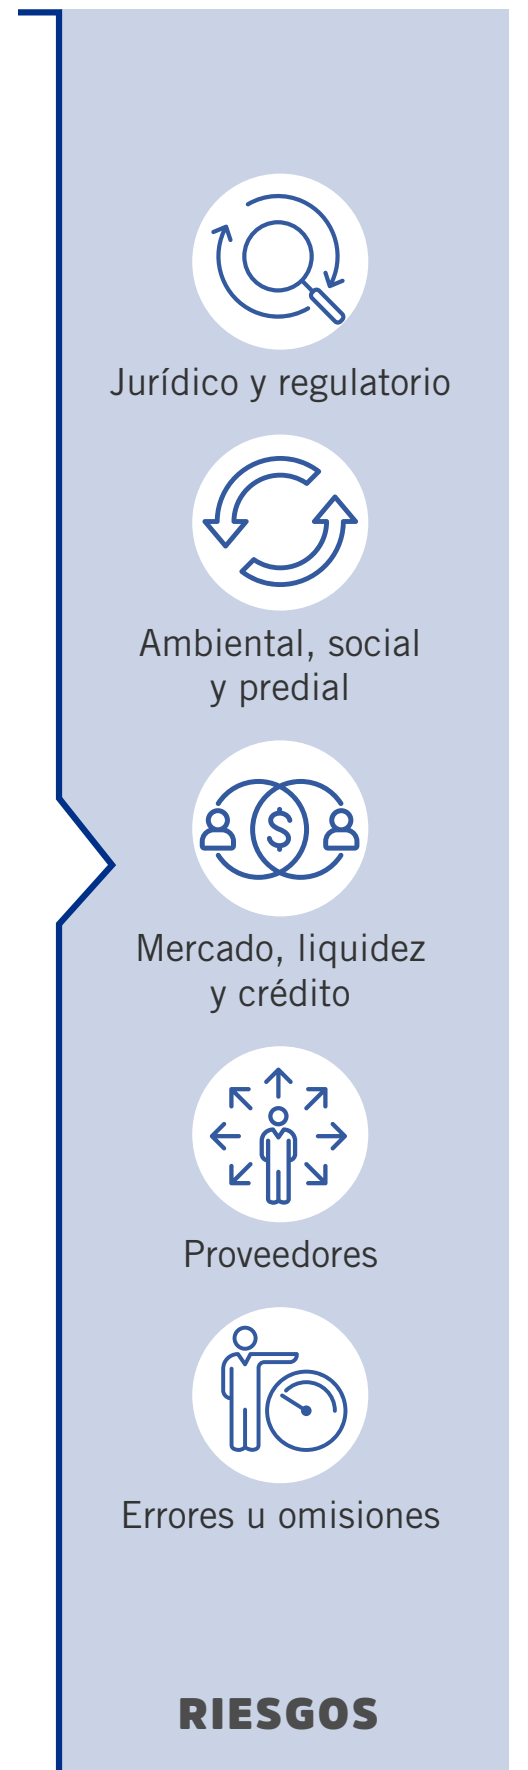 Jurídico y regulatorio
Ambiental, social
y predial
$
Mercado, liquidez
y crédito
Proveedores
Errores u omisiones
RIESGOS